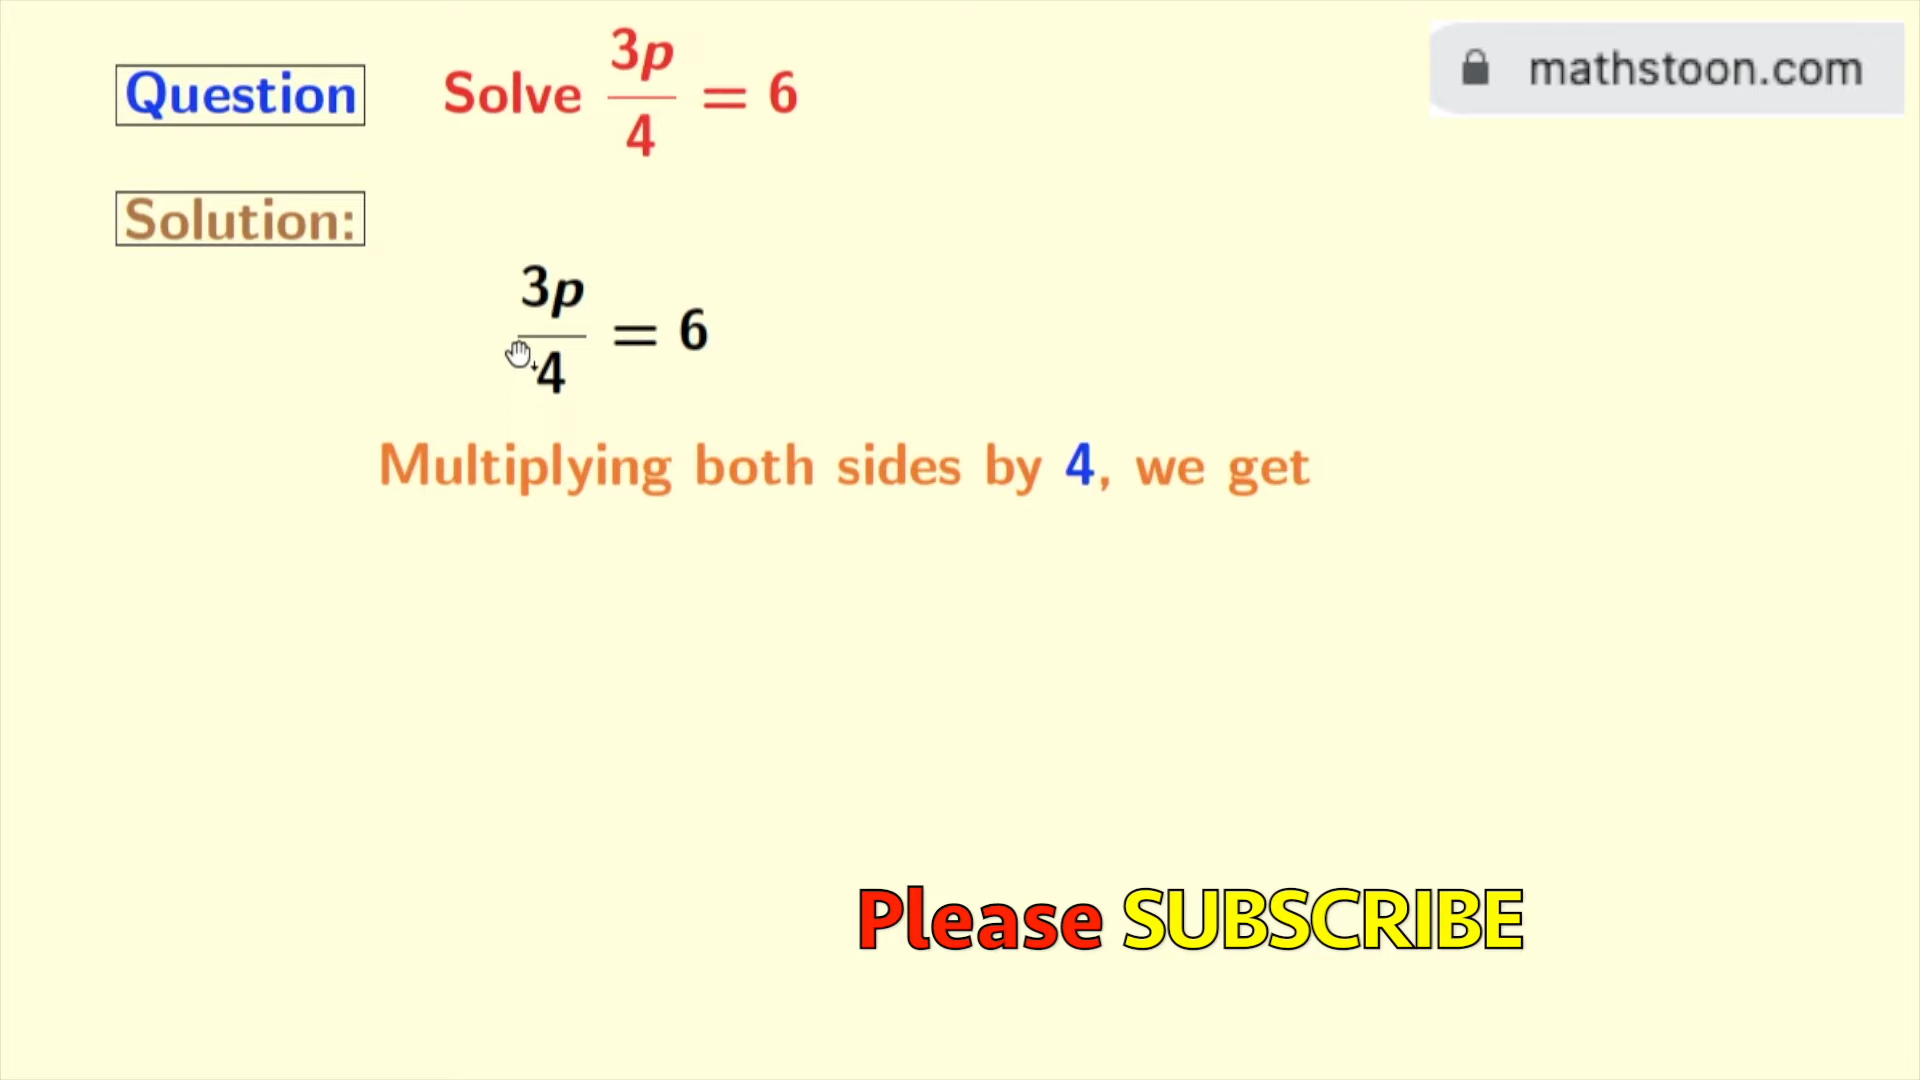 Question Solve 3p/4 = 6
mathstoon.com
Solution:
3p/4 = 6
Multiplying both sides by 4, we get
Please SUBSCRIBE